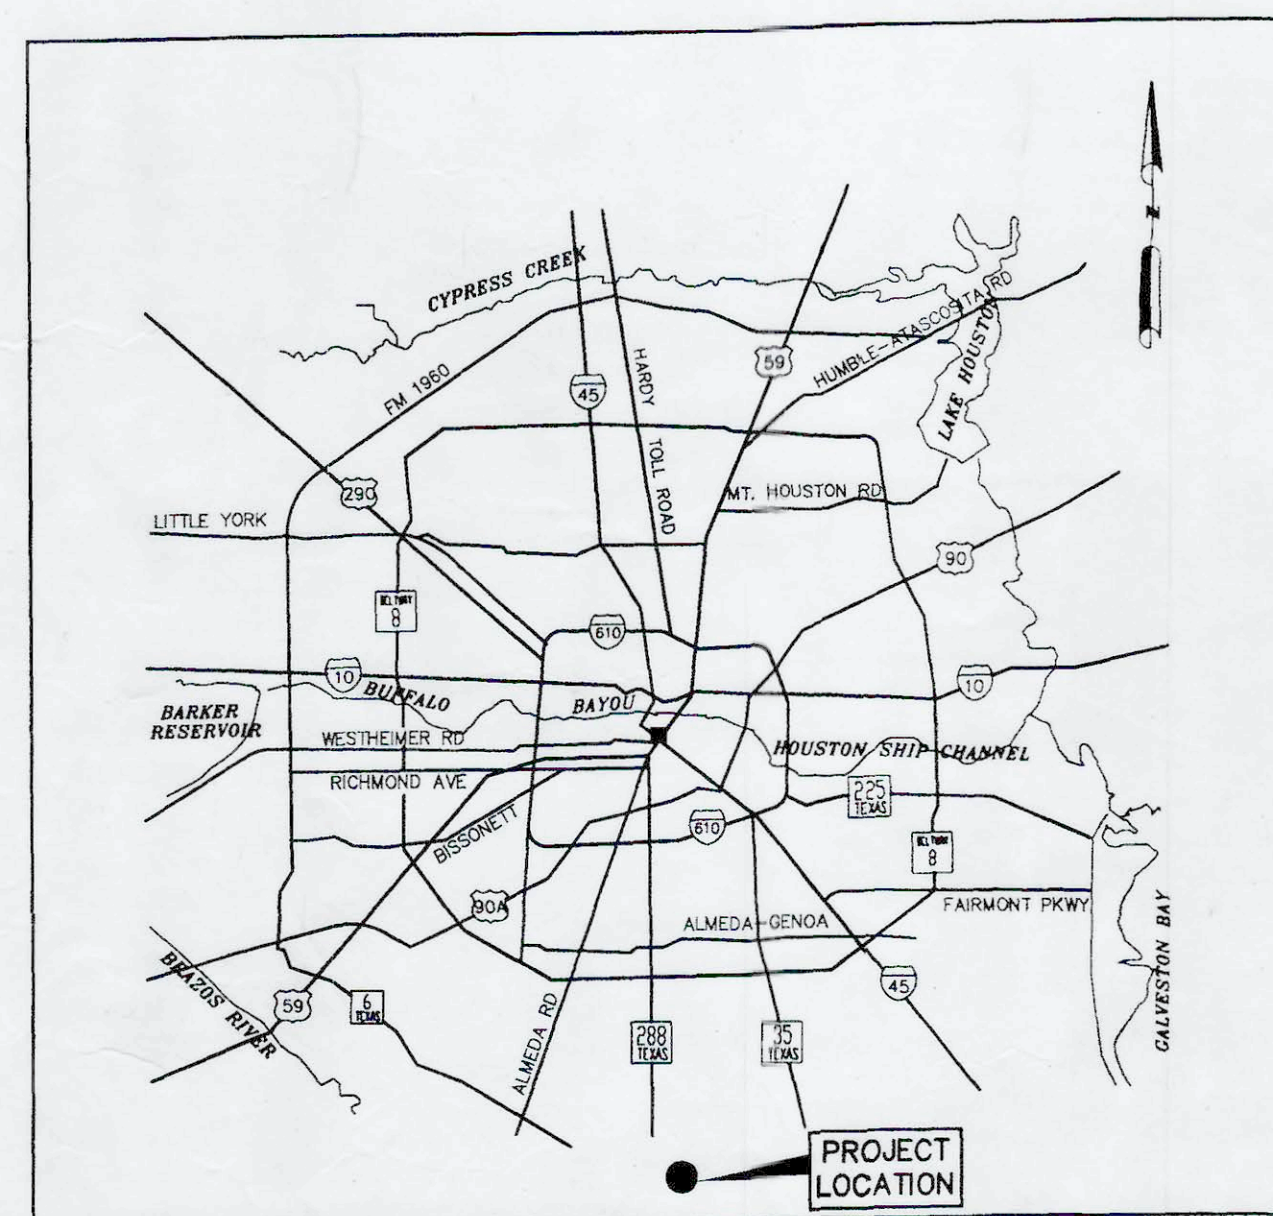 N
CYPRESS CREEK
HUMBLE-ATASCOSITA RD
LAKE HOUSTON
59
HARDY
TOLL ROAD
45
FM 1960
290
MT. HOUSTON RD
LITTLE YORK
90
BELTWAY
8
610
10
10
BUFFALO
BAYOU
BARKER
RESERVOIR
WESTHEIMER RD
HOUSTON SHIP CHANNEL
RICHMOND AVE
225
TEXAS
BISSONETT
610
BELTWAY
8
90A
FAIRMONT PKWY
ALMEDA-GENOA
GALVESTON BAY
BRAZOS RIVER
59
6
TEXAS
45
ALMEDA RD
288
TEXAS
35
TEXAS
PROJECT
LOCATION